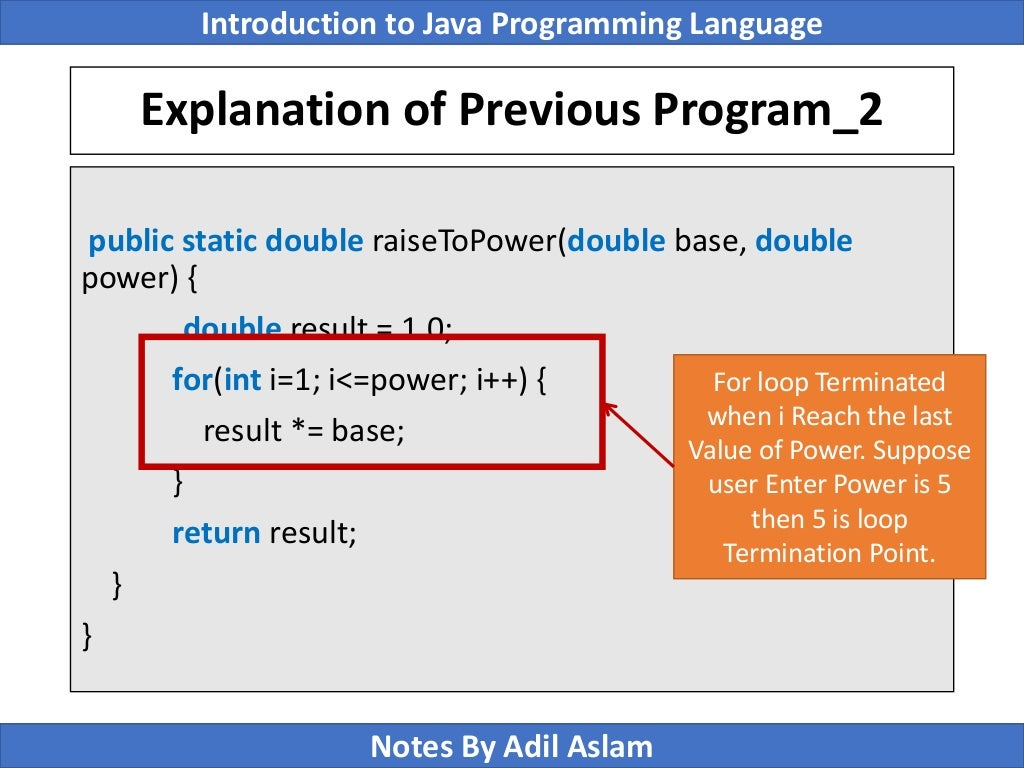 Introduction to Java Programming Language
Explanation of Previous Program_2
public static double raiseToPower(double base, double
power) {
double result = 1.0;
for(int i=1; i<=power; i++) {
result *= base;
}
return result;
}
}
For loop Terminated
when i Reach the last
Value of Power. Suppose
user Enter Power is 5
then 5 is loop
Termination Point.
Notes By Adil Aslam